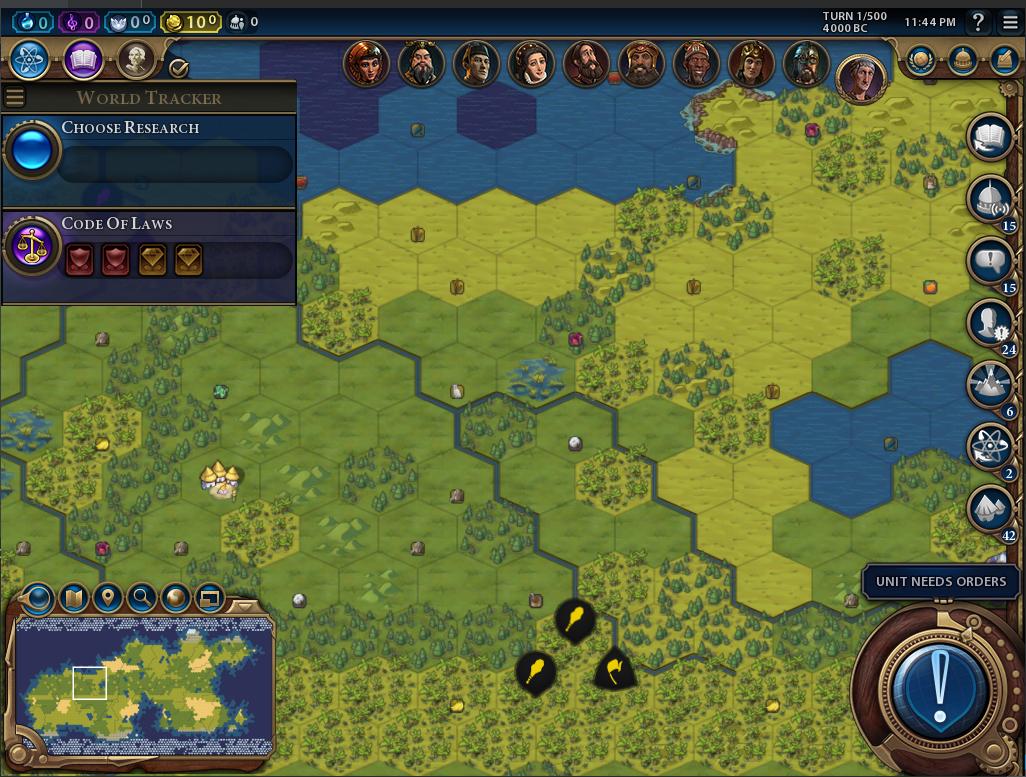 0 0 0⁰ 10⁰ 0
TURN 1/500
4000 BC
11:44 PM ?
WORLD TRACKER
CHOOSE RESEARCH
CODE OF LAWS
15
15
24
6
2
42
UNIT NEEDS ORDERS